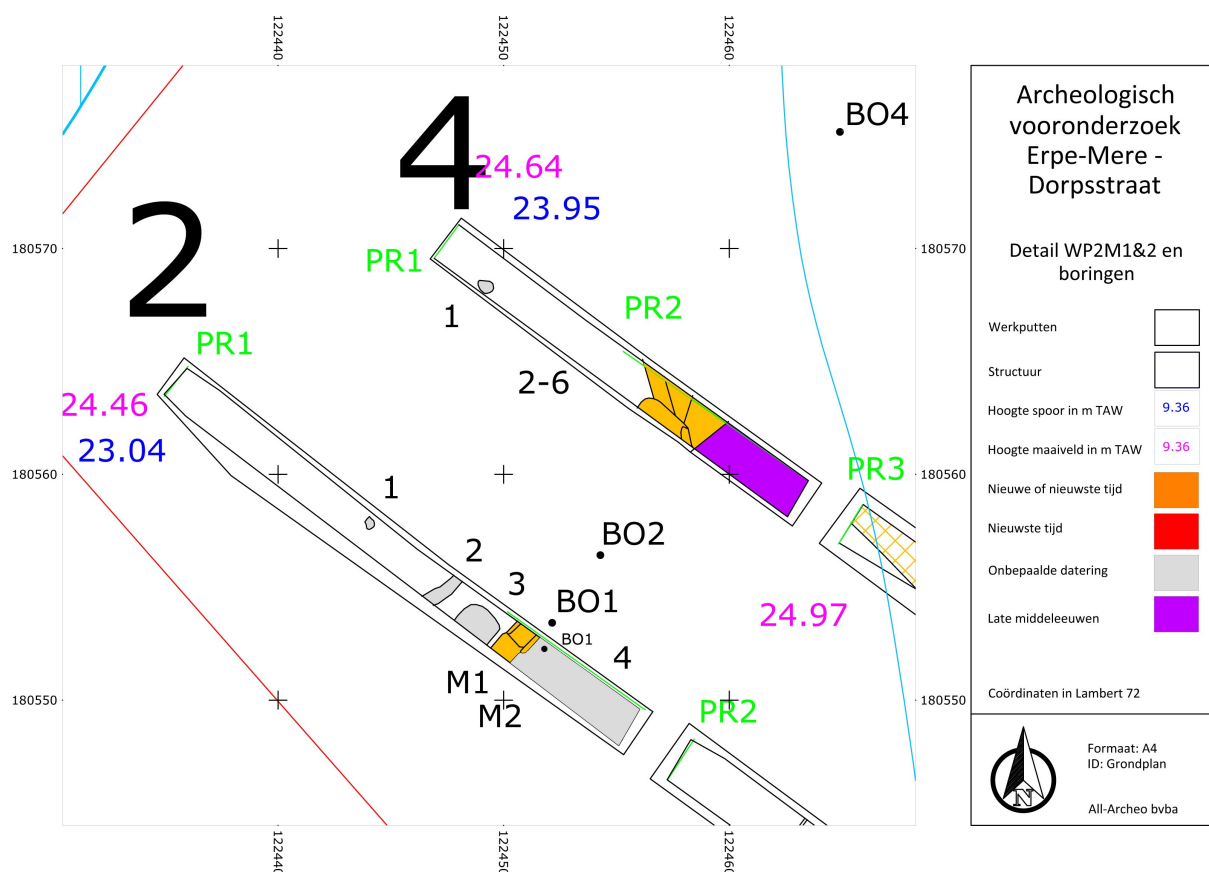 122440
122450
122460
BO4
4
24.64
23.95
2
180570
180570
PR1
1
PR2
PR1
2-6
24.46
23.04
1
PR3
180560
180560
2
BO2
3
BO1
BO1
24.97
4
M1
M2
PR2
180550
180550
122440
122450
122460
Archeologisch
vooronderzoek
Erpe-Mere -
Dorpsstraat
Detail WP2M1&2 en
boringen
Werkputten
Structuur
Hoogte spoor in m TAW
9.36
Hoogte maaiveld in m TAW
9.36
Nieuwe of nieuwste tijd
Nieuwste tijd
Onbepaalde datering
Late middeleeuwen
Coördinaten in Lambert 72
N
Formaat: A4
ID: Grondplan
All-Archeo bvba